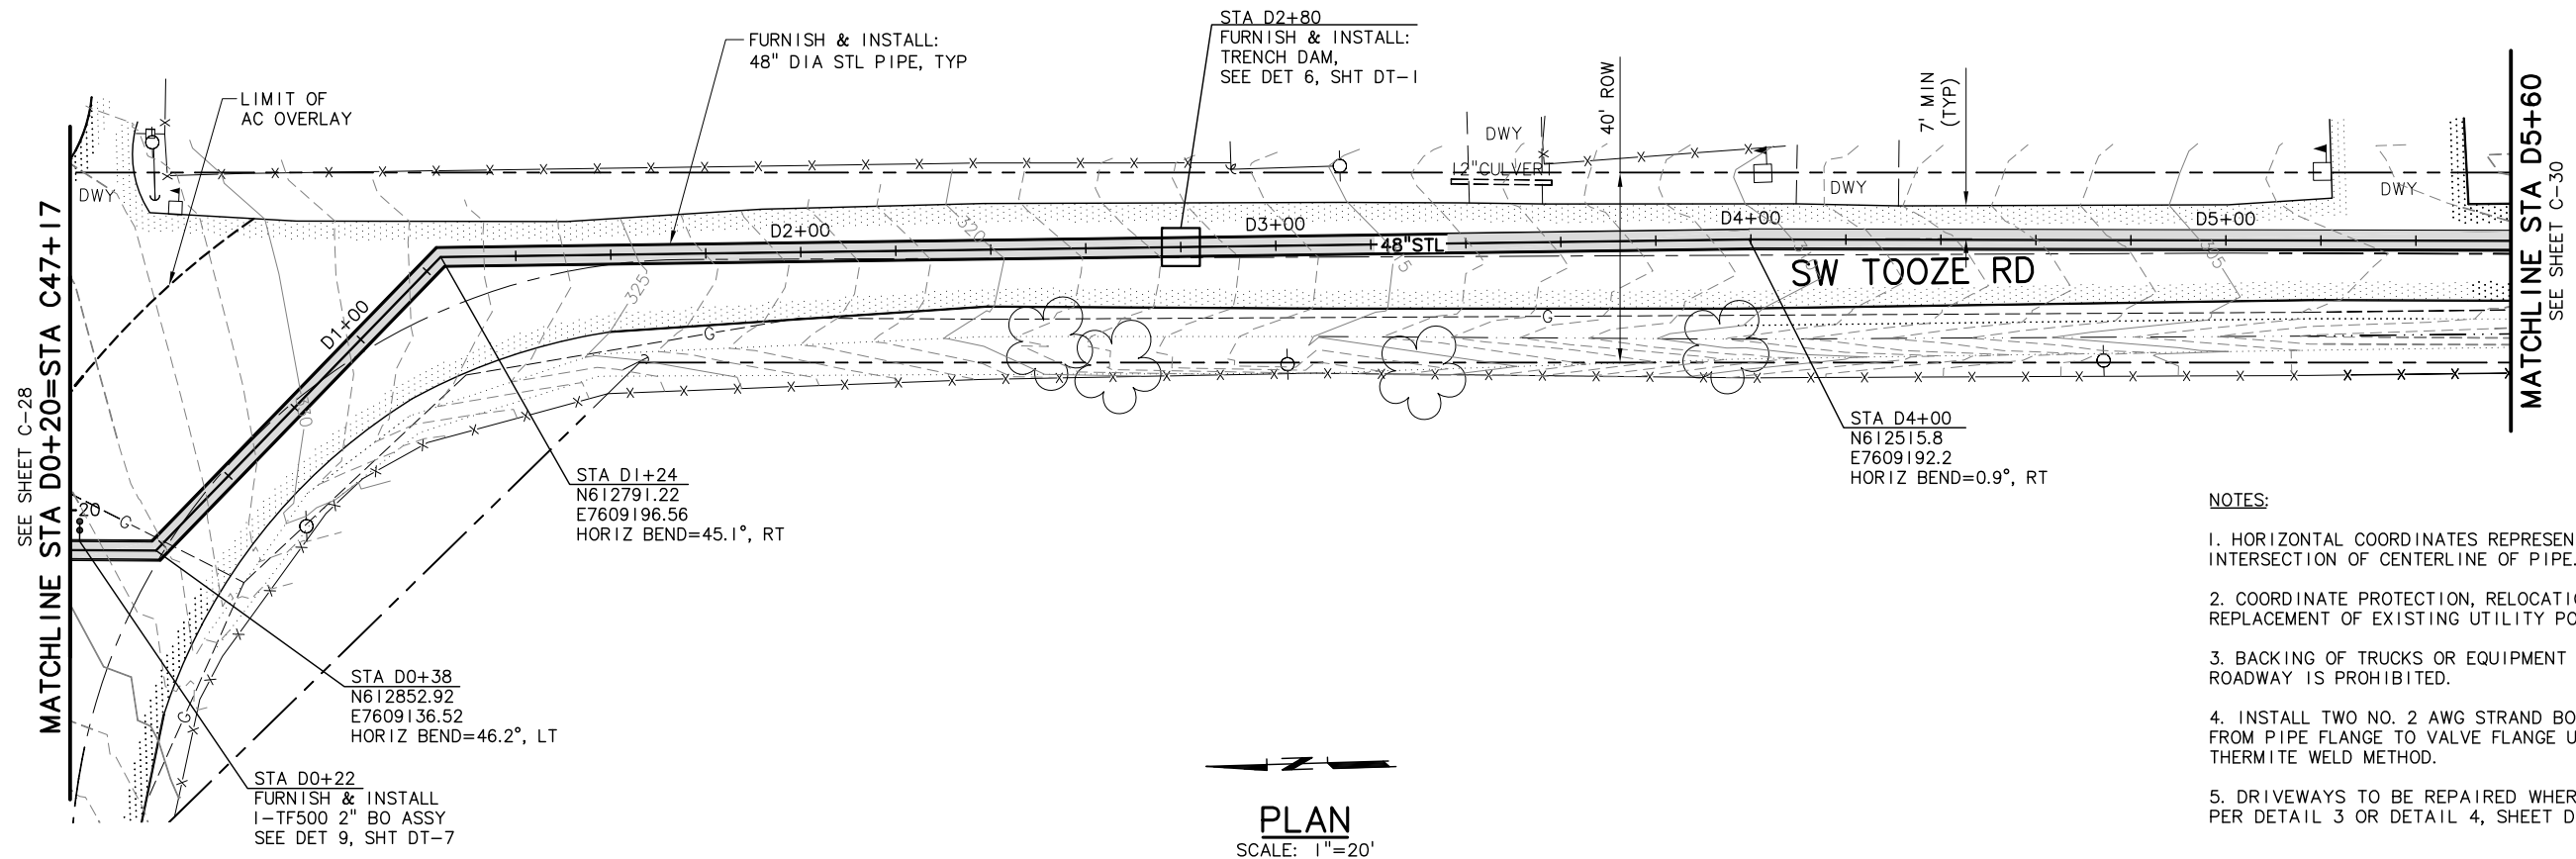 STA D2+80
FURNISH & INSTALL:
TRENCH DAM,
SEE DET 6, SHT DT-1
FURNISH & INSTALL:
48" DIA STL PIPE, TYP
LIMIT OF
AC OVERLAY
40' ROW
7' MIN
(TYP)
DWY
12"CULVERT
DWY
DWY
DWY
D1+00
D2+00
D3+00
D4+00
D5+00
48"STL
320
325
305
SW TOOZE RD
G
G
G
G
20
MATCHLINE STA D5+60
SEE SHEET C-30
SEE SHEET C-28
MATCHLINE STA D0+20=STA C47+17
STA D4+00
N612515.8
E7609192.2
HORIZ BEND=0.9°, RT
STA D1+24
N612791.22
E7609196.56
HORIZ BEND=45.1°, RT
STA D0+38
N612852.92
E7609136.52
HORIZ BEND=46.2°, LT
STA D0+22
FURNISH & INSTALL
1-TF500 2" BO ASSY
SEE DET 9, SHT DT-7
PLAN
SCALE: 1"=20'
NOTES:
1. HORIZONTAL COORDINATES REPRESEN
INTERSECTION OF CENTERLINE OF PIPE.
2. COORDINATE PROTECTION, RELOCATIO
REPLACEMENT OF EXISTING UTILITY PO
3. BACKING OF TRUCKS OR EQUIPMENT
ROADWAY IS PROHIBITED.
4. INSTALL TWO NO. 2 AWG STRAND BO
FROM PIPE FLANGE TO VALVE FLANGE U
THERMITE WELD METHOD.
5. DRIVEWAYS TO BE REPAIRED WHER
PER DETAIL 3 OR DETAIL 4, SHEET D